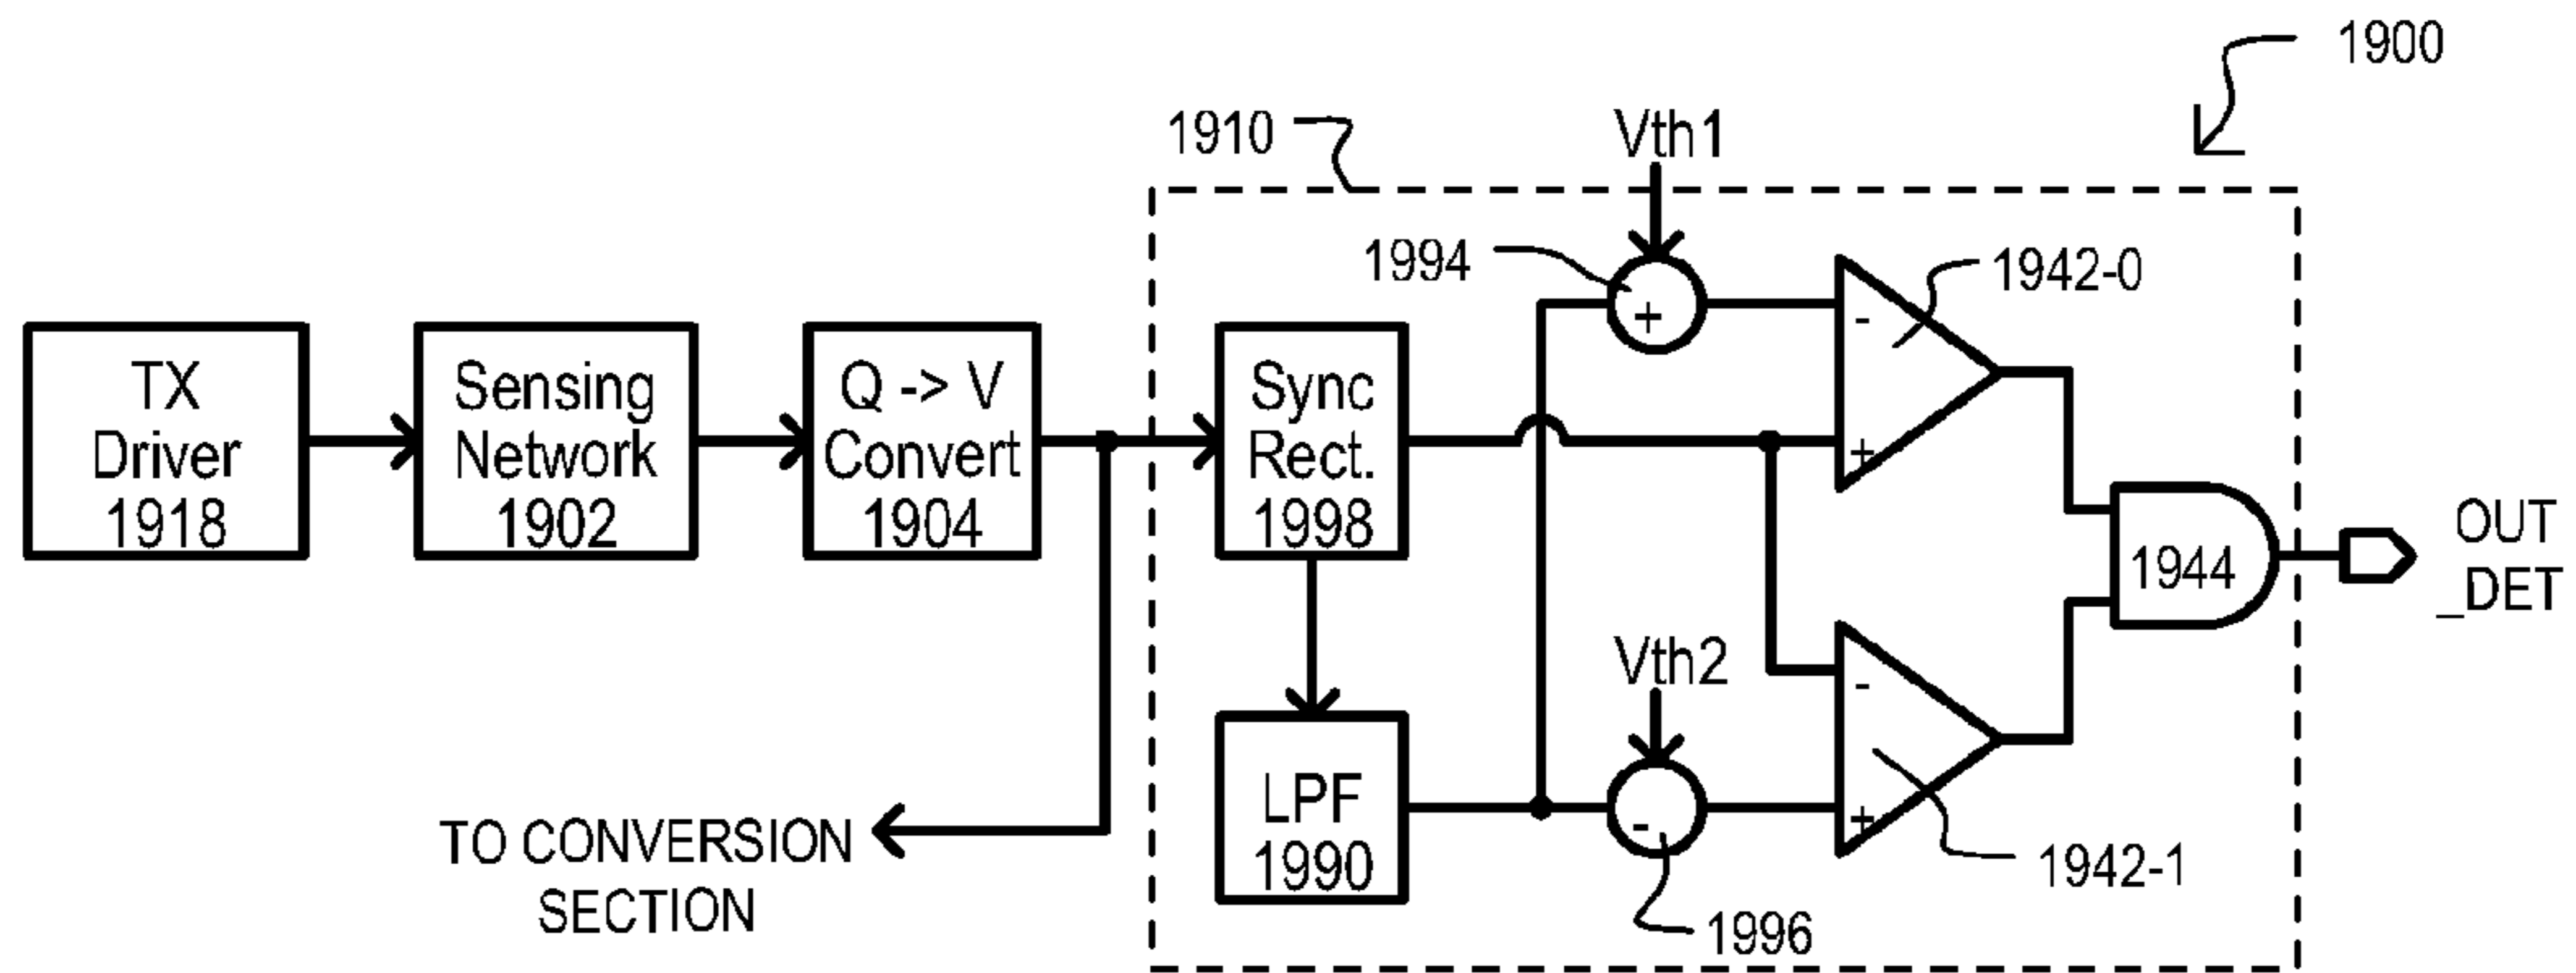 1900
1910
Vth1
1994
1942-0
+
-
+
TX
Driver
1918
Sensing
Network
1902
Q -> V
Convert
1904
Sync
Rect.
1998
1944
OUT
_DET
Vth2
-
+
-
LPF
1990
1942-1
1996
TO CONVERSION
SECTION